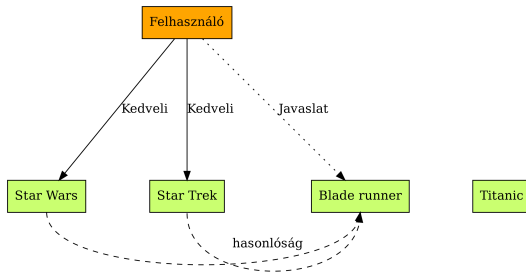 Felhasználó
Kedveli
Kedveli
Javaslat
Star Wars
Star Trek
Blade runner
Titanic
hasonlóság